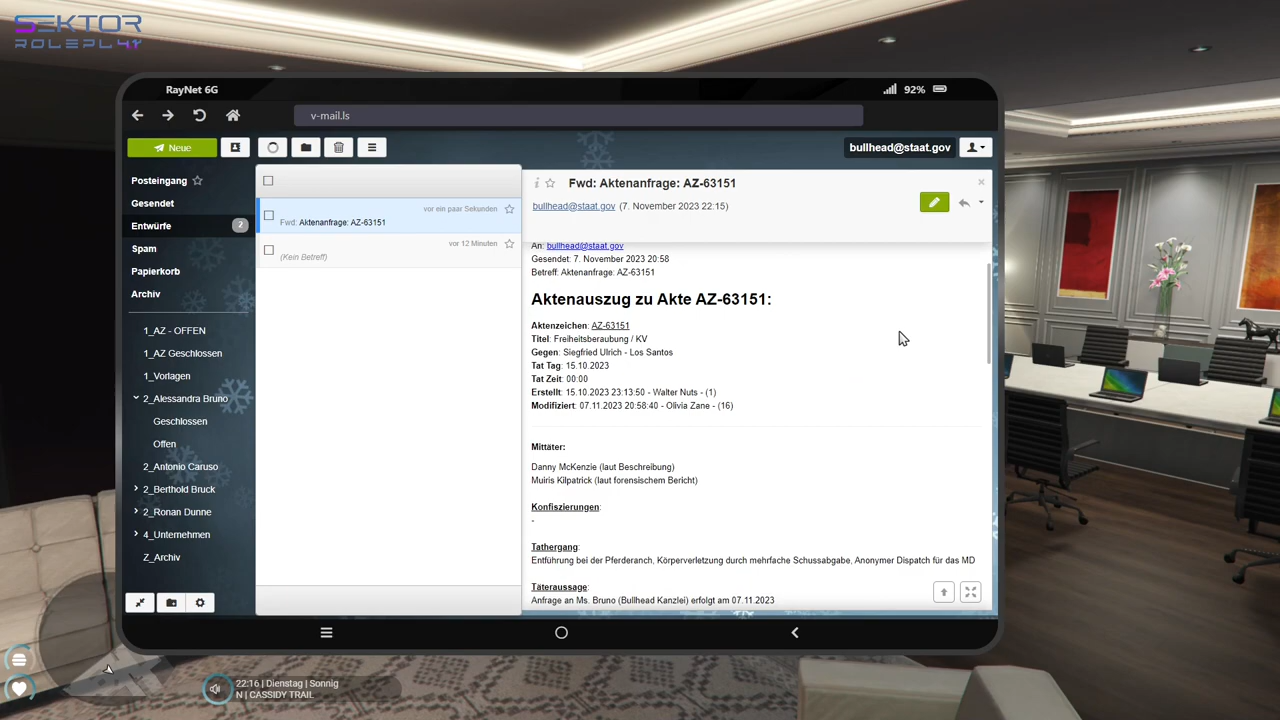 SEKTOR
ROLEPL4Y
RayNet 6G
92%
v-mail.ls
Neue
bullhead@staat.gov
Posteingang
Gesendet
Entwürfe 2
Spam
Papierkorb
Archiv
1_AZ - OFFEN
1_AZ Geschlossen
1_Vorlagen
2_Alessandra Bruno
Geschlossen
Offen
2_Antonio Caruso
2_Berthold Bruck
2_Ronan Dunne
4_Unternehmen
Z_Archiv
vor ein paar Sekunden
Fwd: Aktenanfrage: AZ-63151
vor 12 Minuten
(Kein Betreff)
Fwd: Aktenanfrage: AZ-63151
bullhead@staat.gov (7. November 2023 22:15)
An: bullhead@staat.gov
Gesendet: 7. November 2023 20:58
Betreff: Aktenanfrage: AZ-63151
Aktenauszug zu Akte AZ-63151:
Aktenzeichen: AZ-63151
Titel: Freiheitsberaubung / KV
Gegen: Siegfried Ulrich - Los Santos
Tat Tag: 15.10.2023
Tat Zeit: 00:00
Erstellt: 15.10.2023 23:13:50 - Walter Nuts - (1)
Modifiziert: 07.11.2023 20:58:40 - Olivia Zane - (16)
Mittäter:
Danny McKenzie (laut Beschreibung)
Muiris Kilpatrick (laut forensischem Bericht)
Konfiszierungen:
-
Tathergang:
Entführung bei der Pferderanch, Körperverletzung durch mehrfache Schussabgabe, Anonymer Dispatch für das MD
Täteraussage:
Anfrage an Ms. Bruno (Bullhead Kanzlei) erfolgt am 07.11.2023
22:16 | Dienstag | Sonnig
N | CASSIDY TRAIL